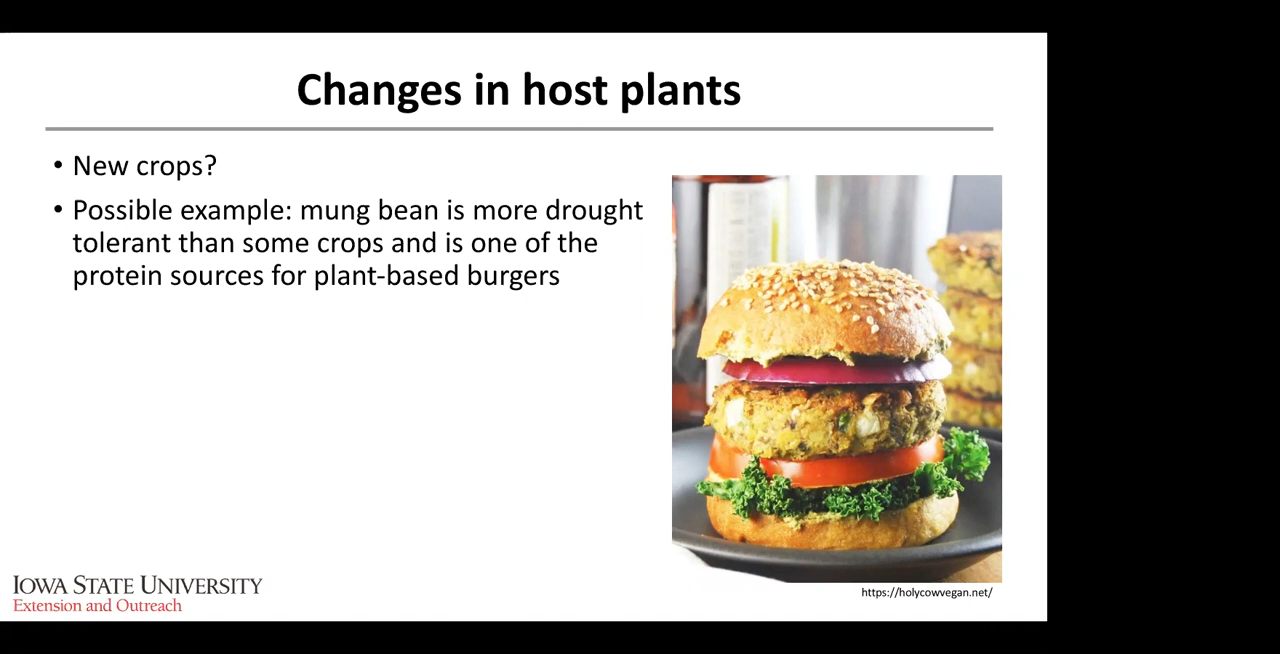 Changes in host plants
• New crops?
• Possible example: mung bean is more drought
tolerant than some crops and is one of the
protein sources for plant-based burgers
https://holycowvegan.net/
IOWA STATE UNIVERSITY
Extension and Outreach